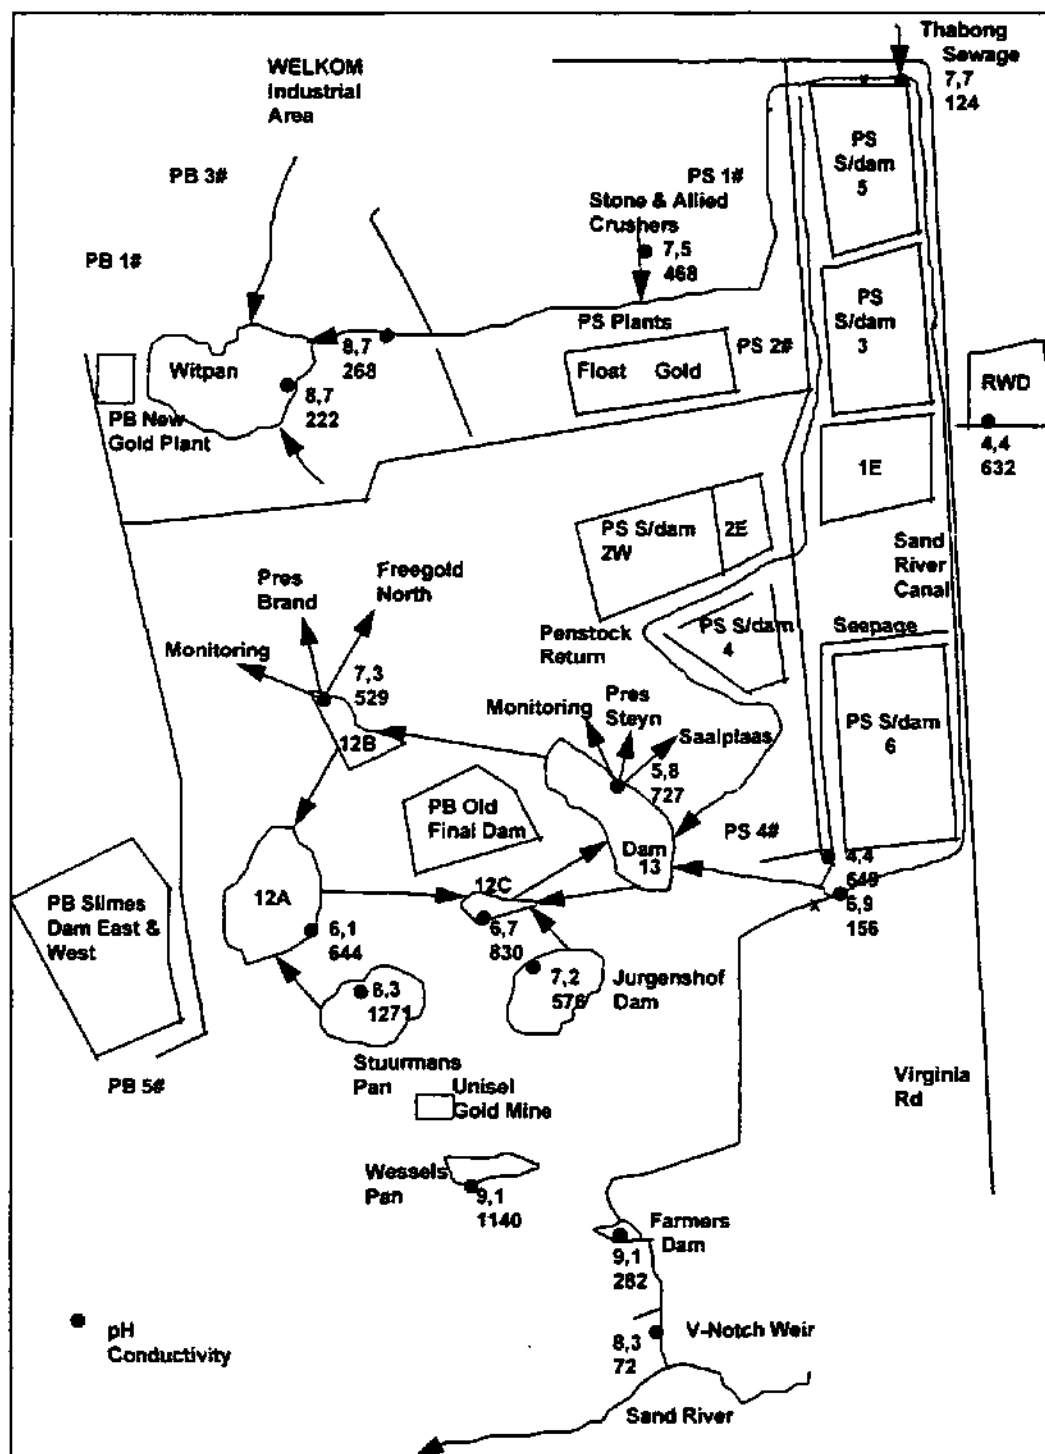 Thabong
Sewage
7,7
124
WELKOM
Industrial
Area
PS
S/dam
5
PB 3#
PS 1#
Stone & Allied
Crushers
7,5
468
PB 1#
PS
S/dam
3
PS Plants
PS 2#
Float Gold
RWD
4,4
632
8,7
268
Witpan
8,7
222
PB New
Gold Plant
1E
PS S/dam
2W
2E
Sand
River
Canal
Pres
Brand
Freegold
North
Monitoring
7,3
529
12B
Penstock
Return
PS S/dam
4
Seepage
Monitoring
Pres
Steyn
Saalplaas
5,8
727
PS S/dam
6
PB Old
Final Dam
Dam
13
PS 4#
4,4
648
6,9
156
x
PB Slimes
Dam East &
West
12A
6,1
644
12C
6,7
830
7,2
576
Jurgenshof
Dam
8,3
1271
Stuurmans
Pan
PB 5#
Unisel
Gold Mine
Virginia
Rd
Wessels
Pan
9,1
1140
Farmers
Dam
9,1
282
V-Notch Weir
8,3
72
pH
Conductivity
Sand River